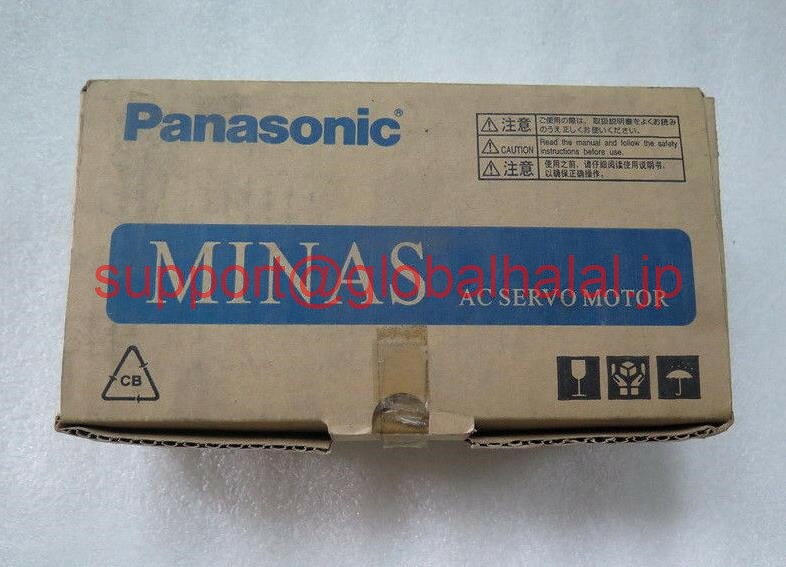 Panasonic®
注意 ご使用の際は、取扱説明書をよくお読み
のうえ正しくお使いください。
CAUTION Read the manual and follow the safety
instructions before use.
注意 使用之前,请仔细阅读使用说明书,
以确保正确操作。
MINAS AC SERVO MOTOR
support@globalhalal.jp
CB